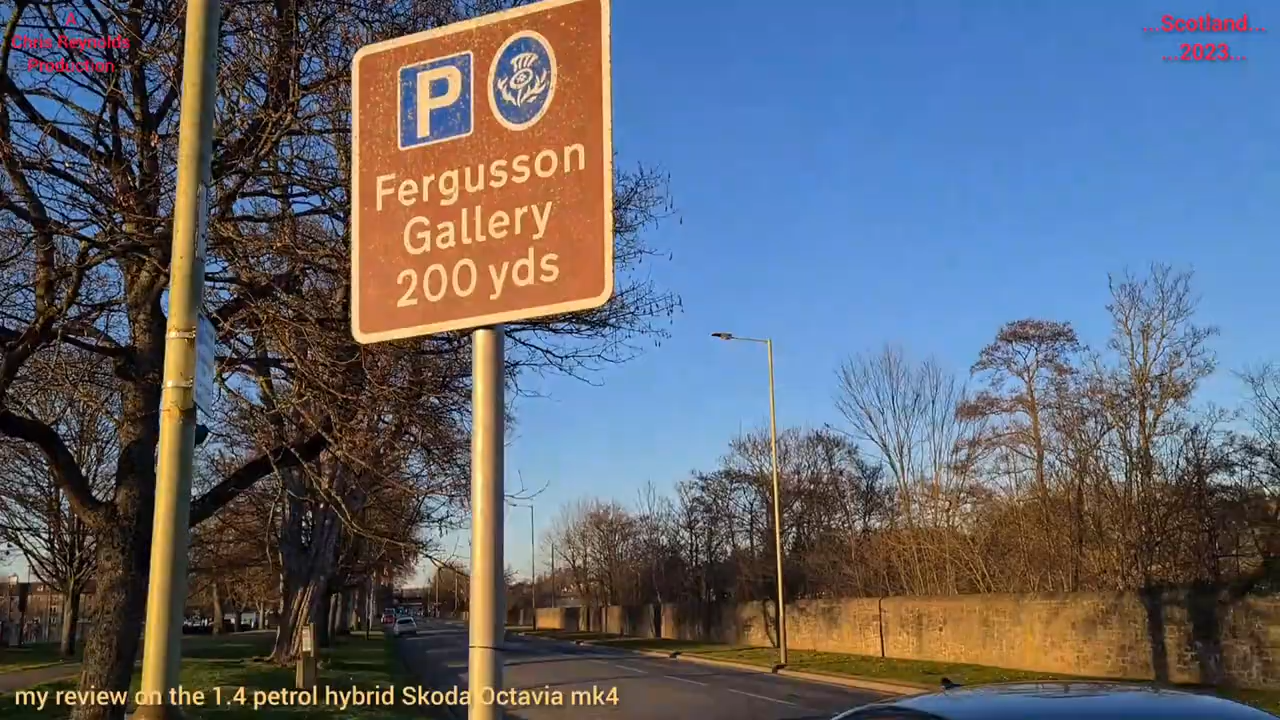 A
Chris Reynolds
Production
...Scotland...
...2023...
P
Fergusson
Gallery
200 yds
my review on the 1.4 petrol hybrid Skoda Octavia mk4